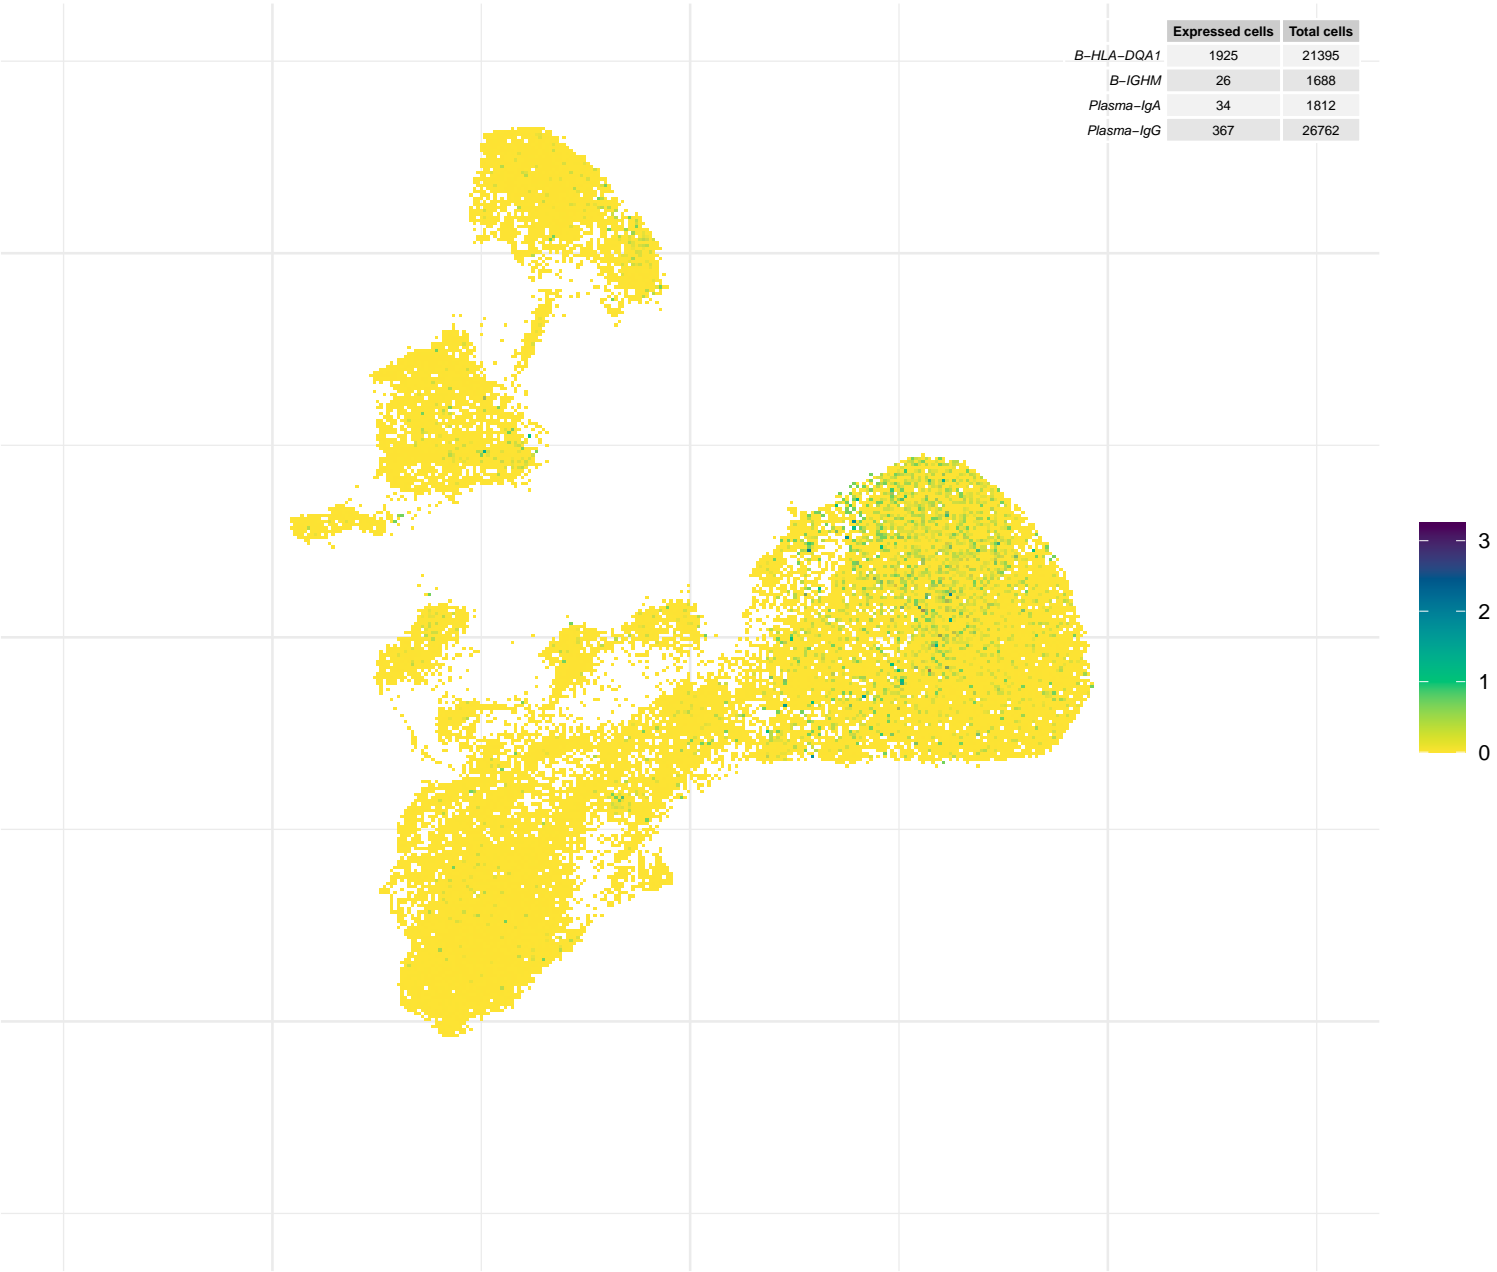 Expressed cells Total cells
B−HLA−DQA1 1925 21395
B−IGHM 26 1688
Plasma−IgA 34 1812
Plasma−IgG 367 26762
3
2
1
0